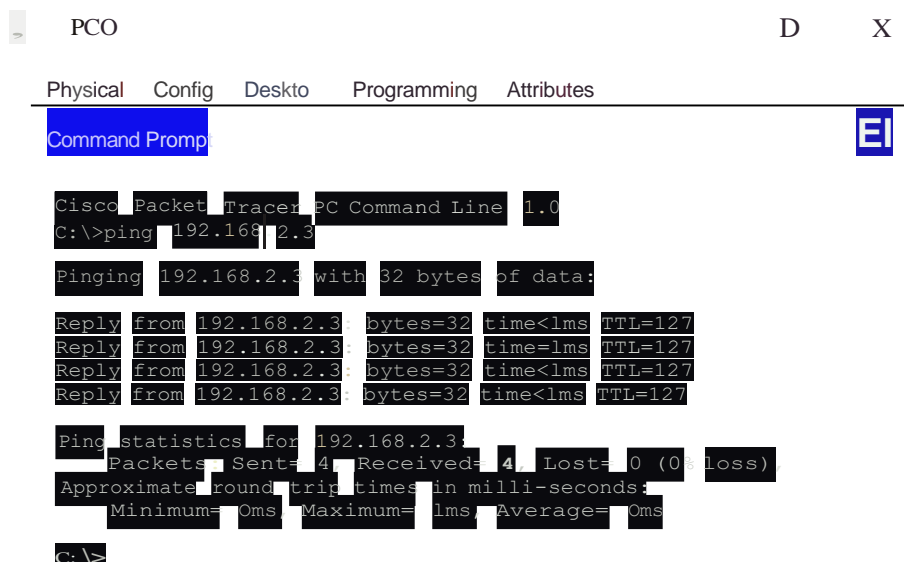 PCO D X
Physical Config Deskto Programming Attributes
Command Prompt EI
Cisco Packet Tracer PC Command Line 1.0
C:\>ping 192.168.2.3
Pinging 192.168.2.3 with 32 bytes of data:
Reply from 192.168.2.3: bytes=32 time<lms TTL=127
Reply from 192.168.2.3: bytes=32 time=lms TTL=127
Reply from 192.168.2.3: bytes=32 time<lms TTL=127
Reply from 192.168.2.3: bytes=32 time<lms TTL=127
Ping statistics for 192.168.2.3:
Packets: Sent= 4, Received= 4, Lost= 0 (0% loss),
Approximate round trip times in milli-seconds:
Minimum= Oms, Maximum= lms, Average= Oms
C:\>